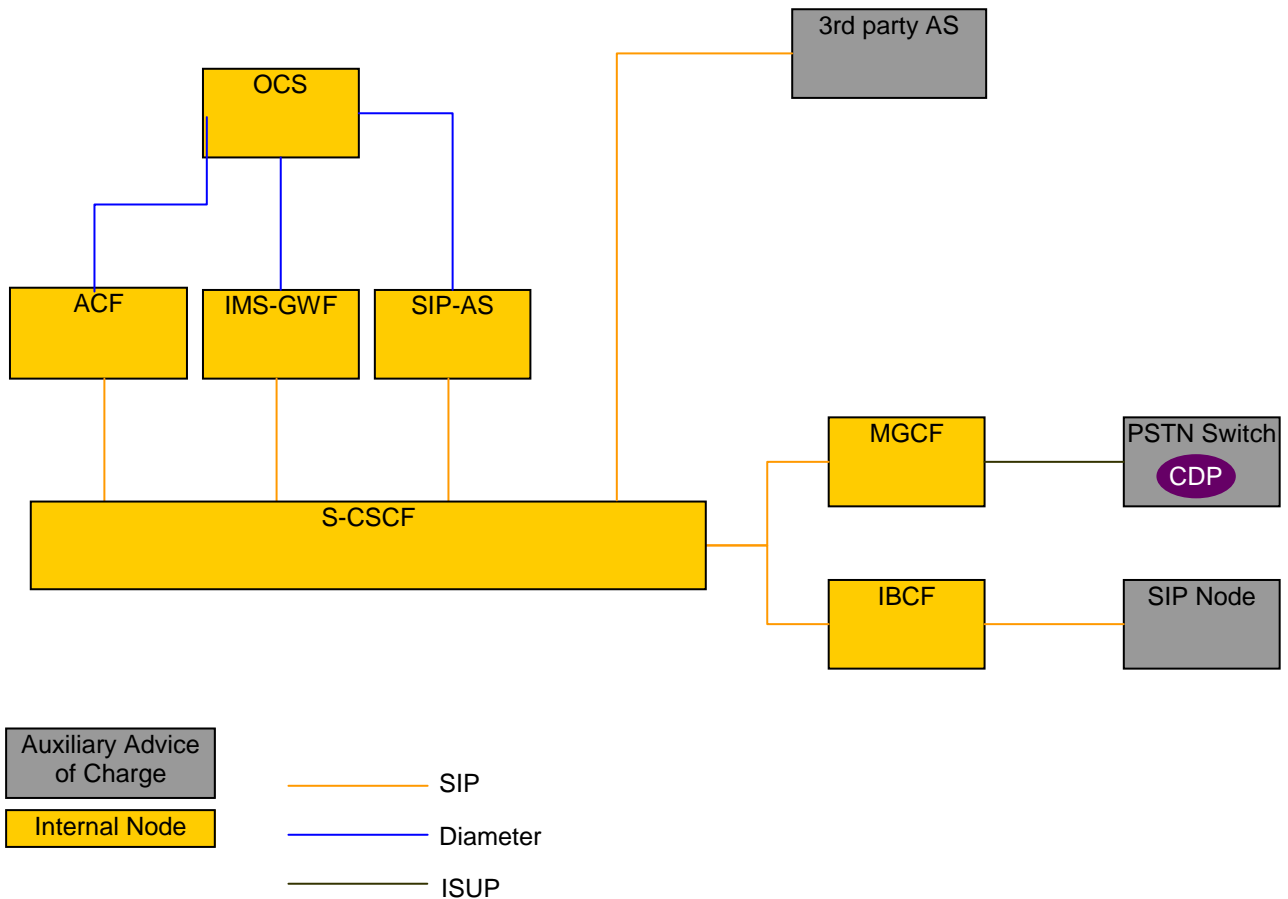 3rd party AS
OCS
ACF
IMS-GWF
SIP-AS
MGCF
PSTN Switch
CDP
S-CSCF
IBCF
SIP Node
Auxiliary Advice
of Charge
Internal Node
SIP
Diameter
ISUP